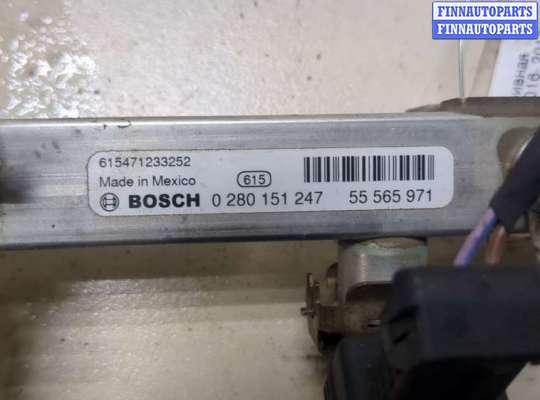 FINNAUTOPARTS
FINNAUTOPARTS
615471233252
Made in Mexico
615
BOSCH 0 280 151 247 55 565 971